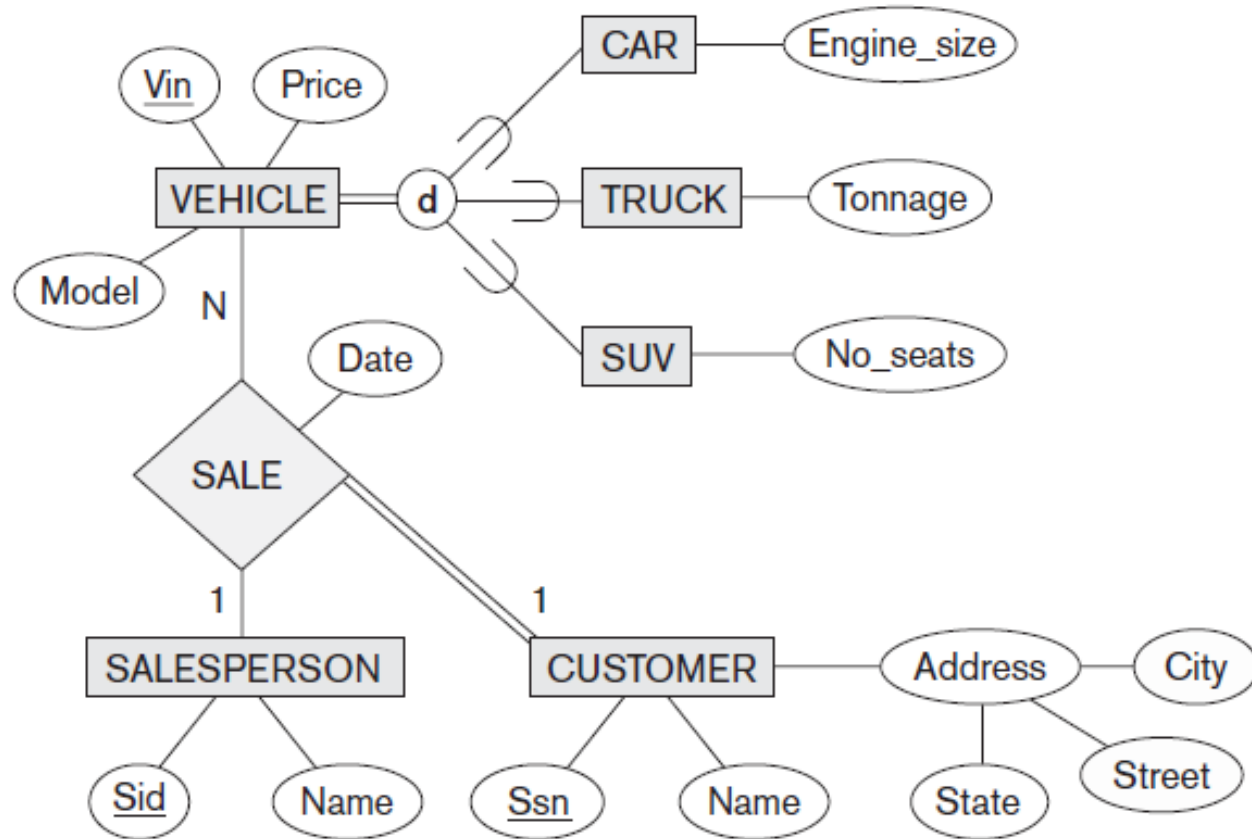 CAR
Engine_size
Vin
Price
VEHICLE
d
TRUCK
Tonnage
Model
N
Date
SUV
No_seats
SALE
1
1
SALESPERSON
CUSTOMER
Address
City
Sid
Name
Ssn
Name
State
Street